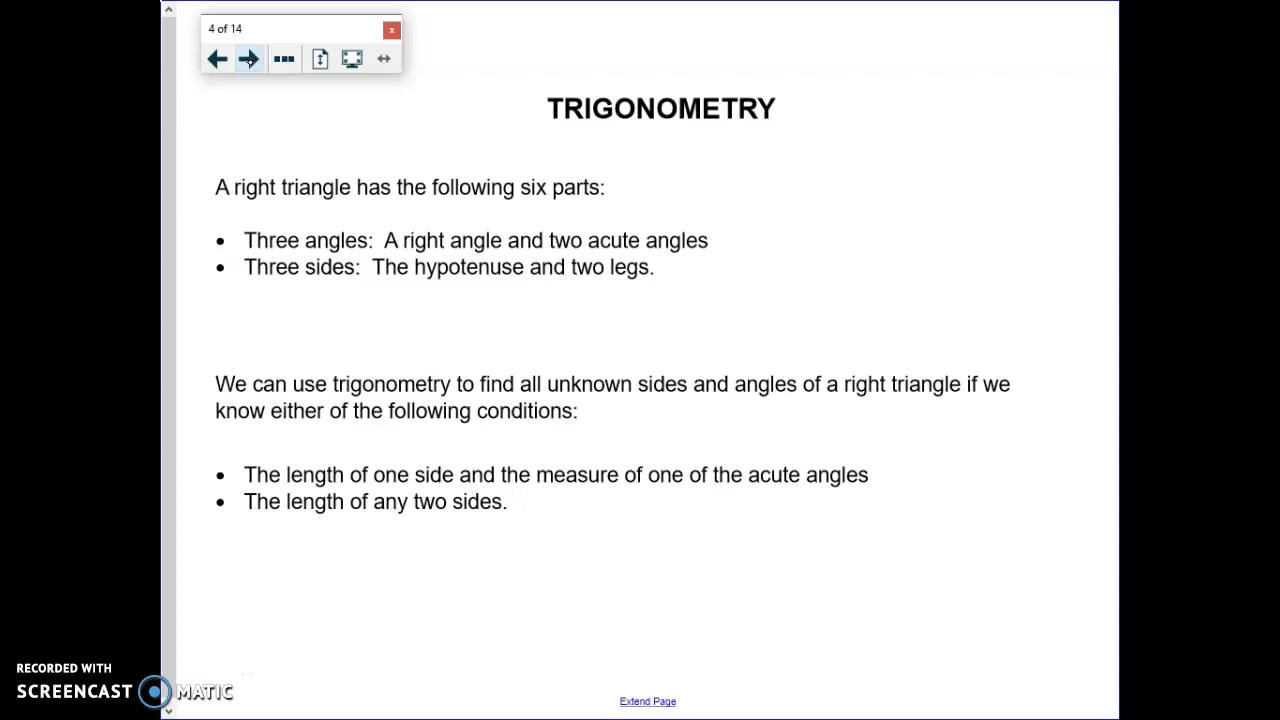 4 of 14
x
TRIGONOMETRY
A right triangle has the following six parts:
• Three angles:  A right angle and two acute angles
• Three sides:  The hypotenuse and two legs.
We can use trigonometry to find all unknown sides and angles of a right triangle if we
know either of the following conditions:
• The length of one side and the measure of one of the acute angles
• The length of any two sides.
RECORDED WITH
SCREENCAST MATIC
Extend Page